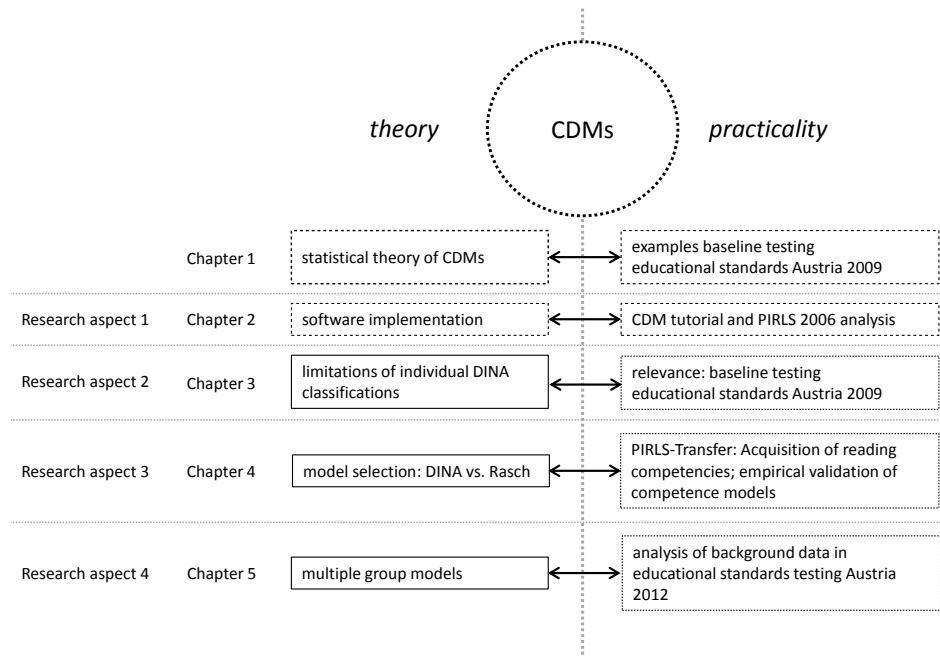 theory
CDMs
practicality
Chapter 1
statistical theory of CDMs
examples baseline testing
educational standards Austria 2009
Research aspect 1
Chapter 2
software implementation
CDM tutorial and PIRLS 2006 analysis
Research aspect 2
Chapter 3
limitations of individual DINA
classifications
relevance: baseline testing
educational standards Austria 2009
Research aspect 3
Chapter 4
model selection: DINA vs. Rasch
PIRLS-Transfer: Acquisition of reading
competencies; empirical validation of
competence models
Research aspect 4
Chapter 5
multiple group models
analysis of background data in
educational standards testing Austria
2012